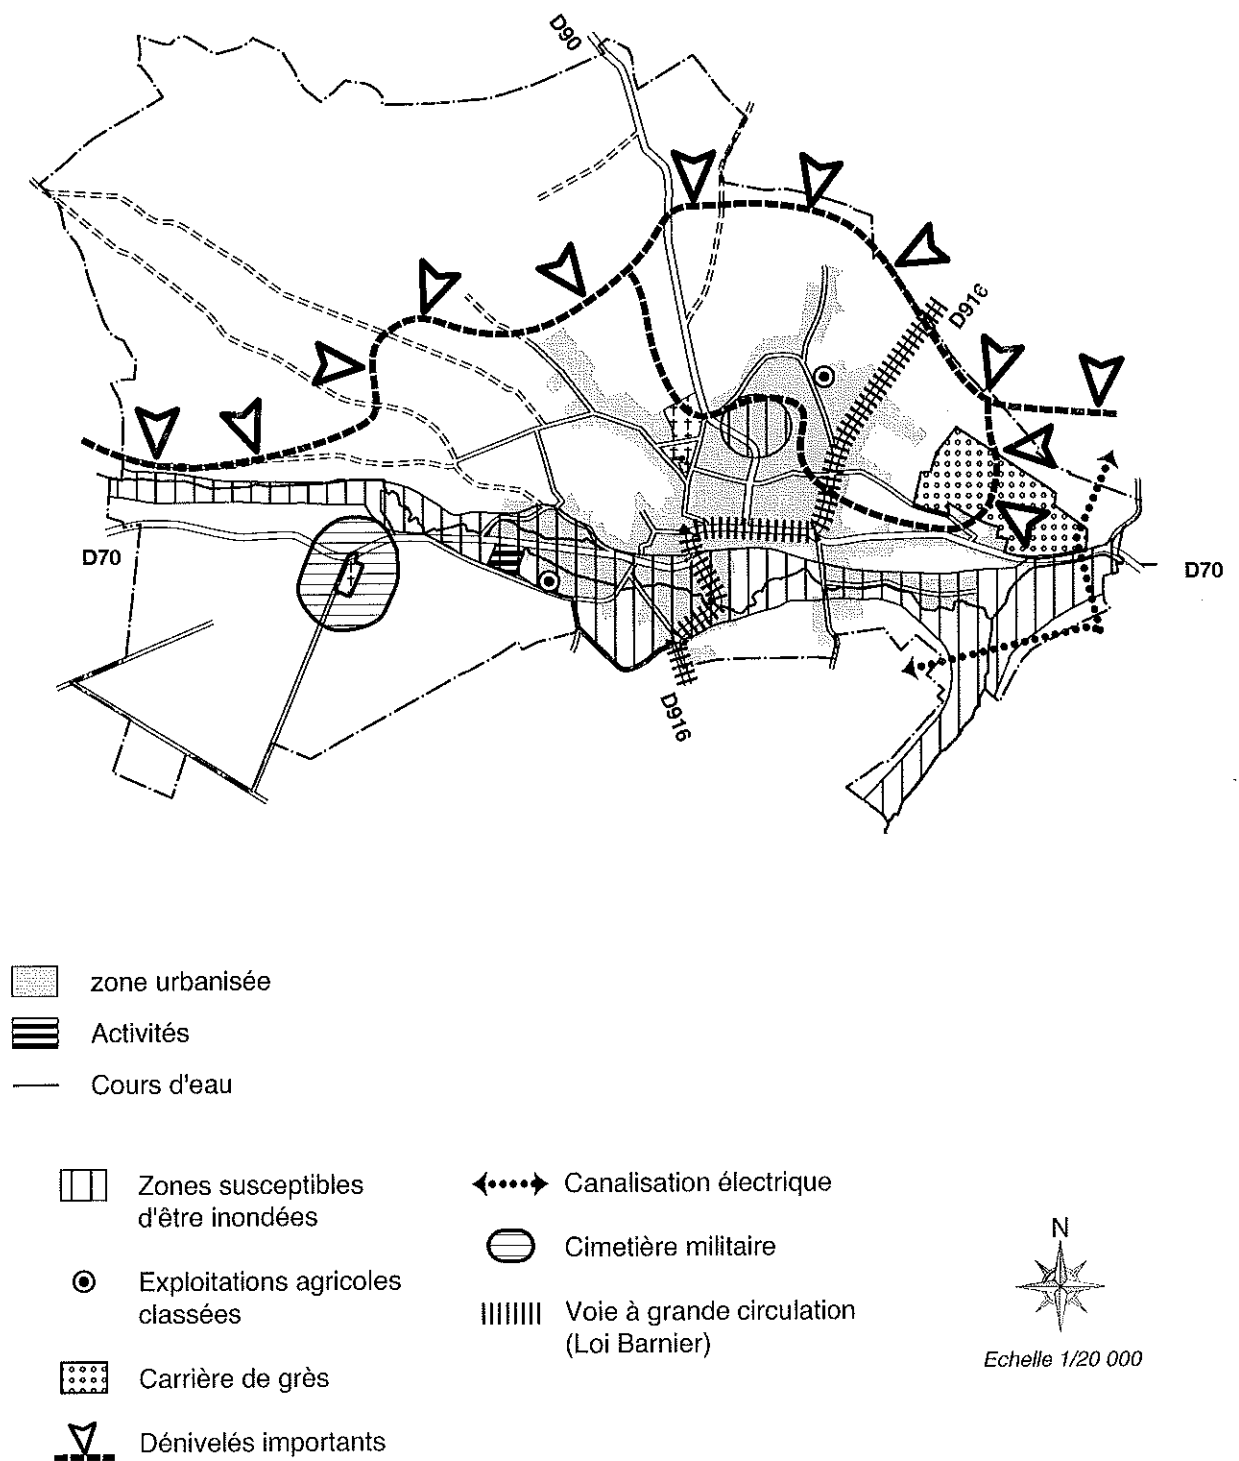 D90
D916
D70
D70
D916
zone urbanisée
Activités
Cours d'eau
Zones susceptibles
d'être inondées
Exploitations agricoles
classées
Carrière de grès
Dénivelés importants
Canalisation électrique
Cimetière militaire
Voie à grande circulation
(Loi Barnier)
N
Echelle 1/20 000